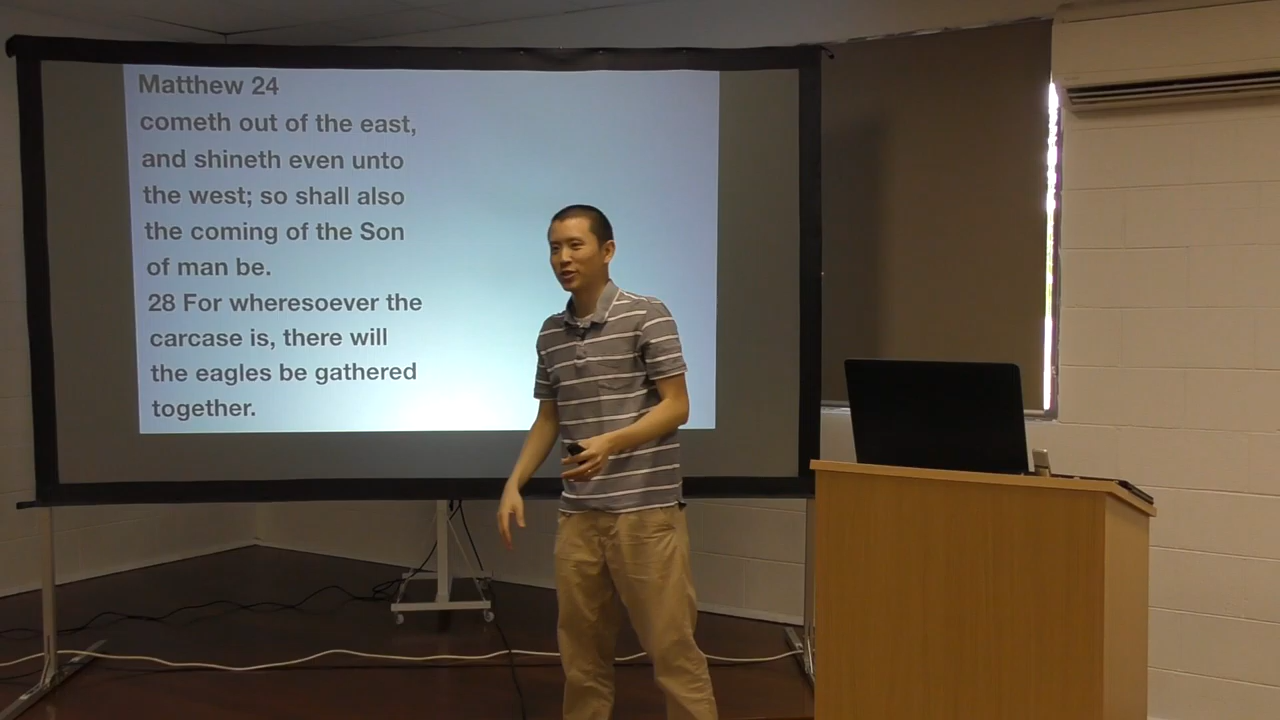 Matthew 24
cometh out of the east,
and shineth even unto
the west; so shall also
the coming of the Son
of man be.
28 For wheresoever the
carcase is, there will
the eagles be gathered
together.